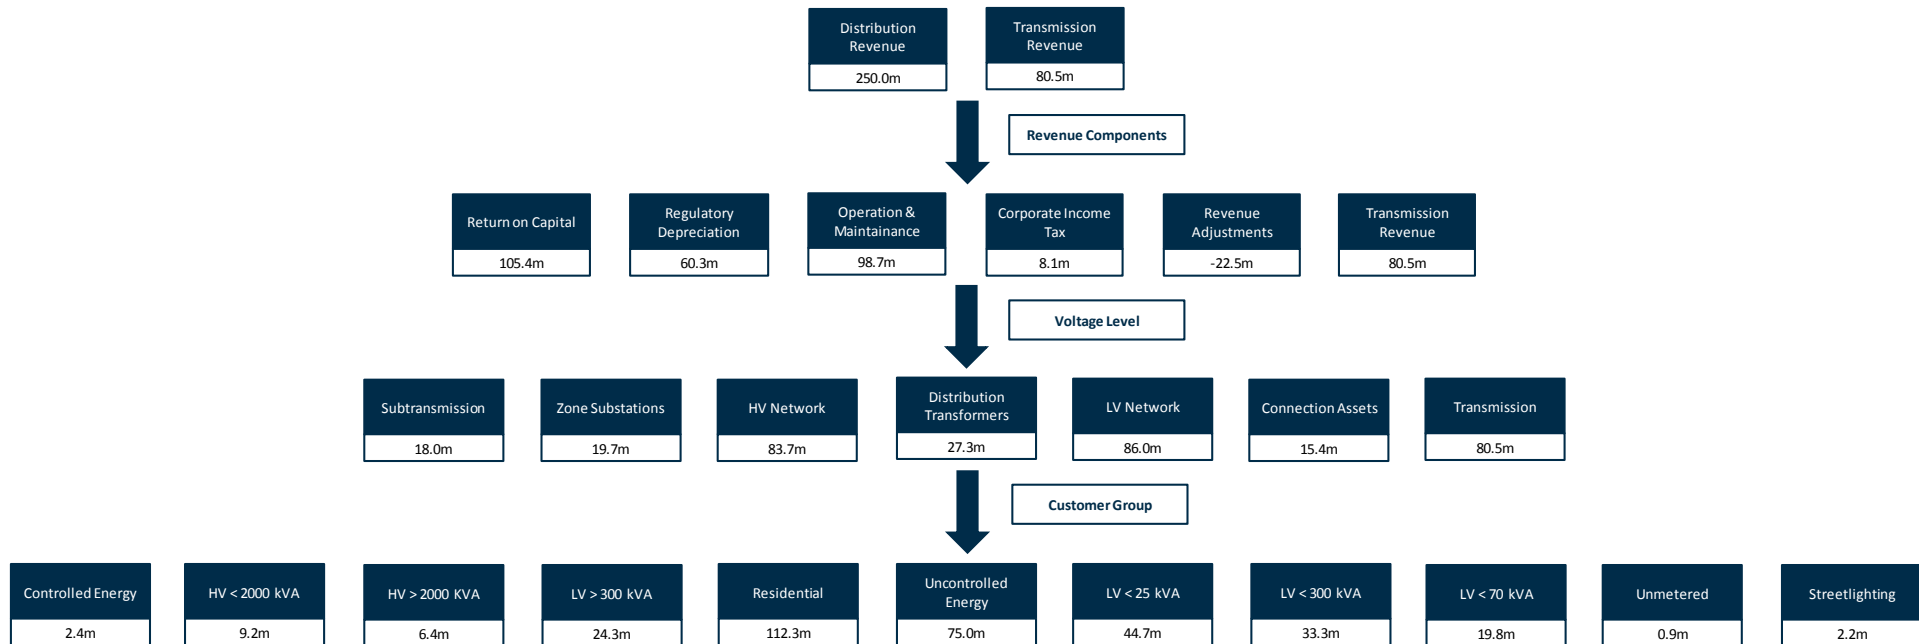 Distribution
Revenue
250.0m
Transmission
Revenue
80.5m
Revenue Components
Return on Capital
105.4m
Regulatory
Depreciation
60.3m
Operation &
Maintainance
98.7m
Corporate Income
Tax
8.1m
Revenue
Adjustments
-22.5m
Transmission
Revenue
80.5m
Voltage Level
Subtransmission
18.0m
Zone Substations
19.7m
HV Network
83.7m
Distribution
Transformers
27.3m
LV Network
86.0m
Connection Assets
15.4m
Transmission
80.5m
Customer Group
Controlled Energy
2.4m
HV < 2000 kVA
9.2m
HV > 2000 KVA
6.4m
LV > 300 kVA
24.3m
Residential
112.3m
Uncontrolled
Energy
75.0m
LV < 25 kVA
44.7m
LV < 300 kVA
33.3m
LV < 70 kVA
19.8m
Unmetered
0.9m
Streetlighting
2.2m